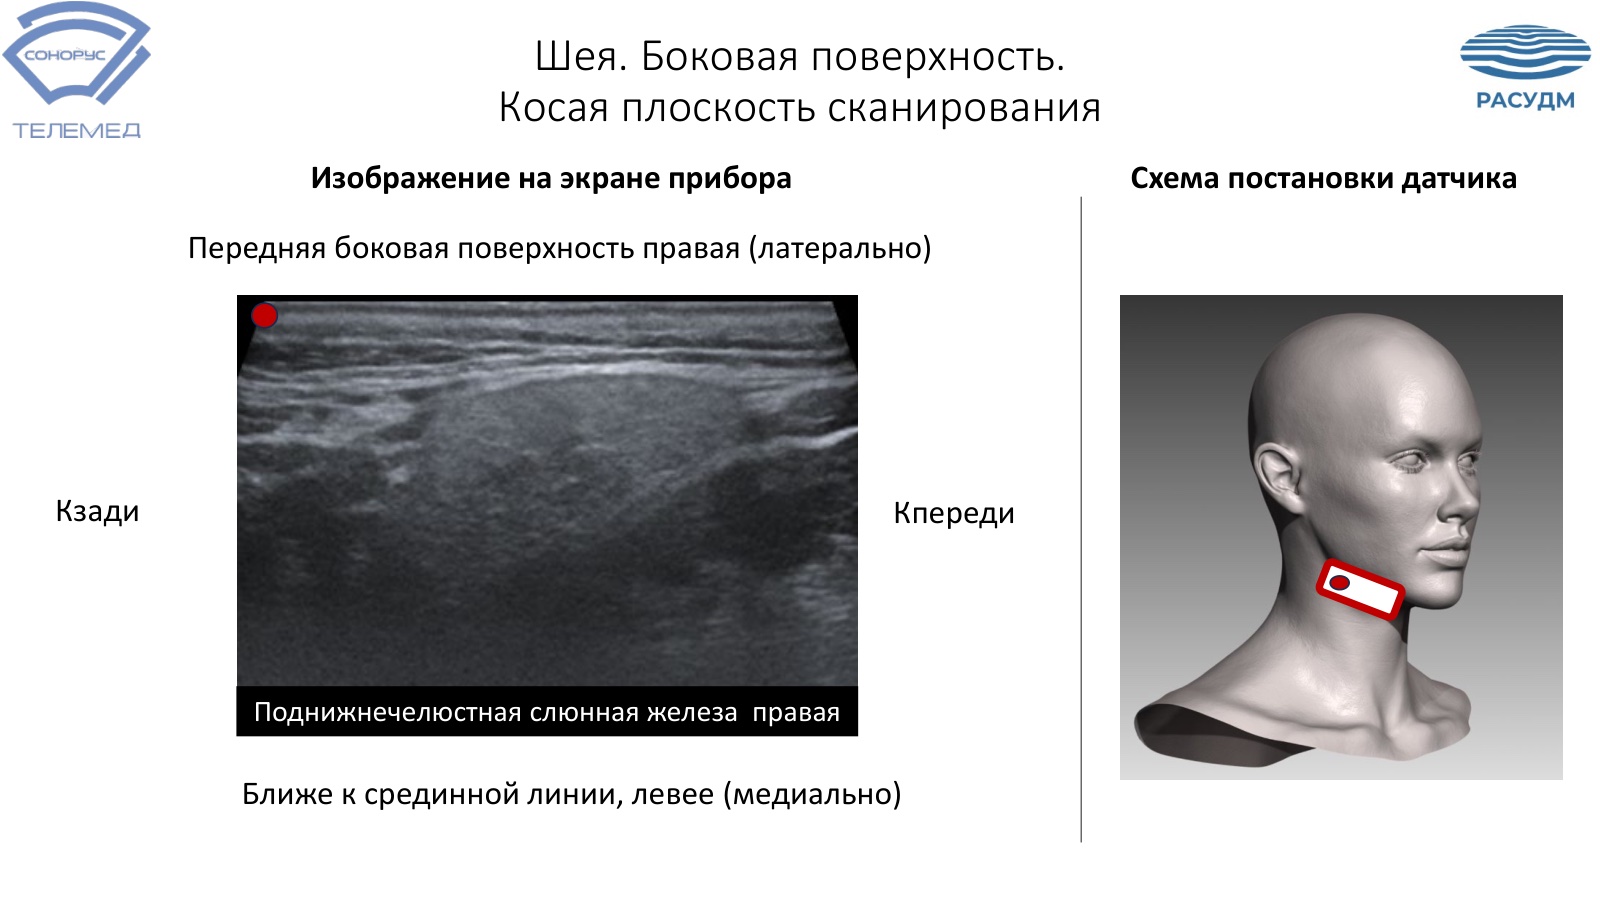 СОНОРУС
ТЕЛЕМЕД
Шея. Боковая поверхность.
Косая плоскость сканирования
РАСУДМ
Изображение на экране прибора
Схема постановки датчика
Передняя боковая поверхность правая (латерально)
Кзади
Кпереди
Поднижнечелюстная слюнная железа правая
Ближе к срединной линии, левее (медиально)